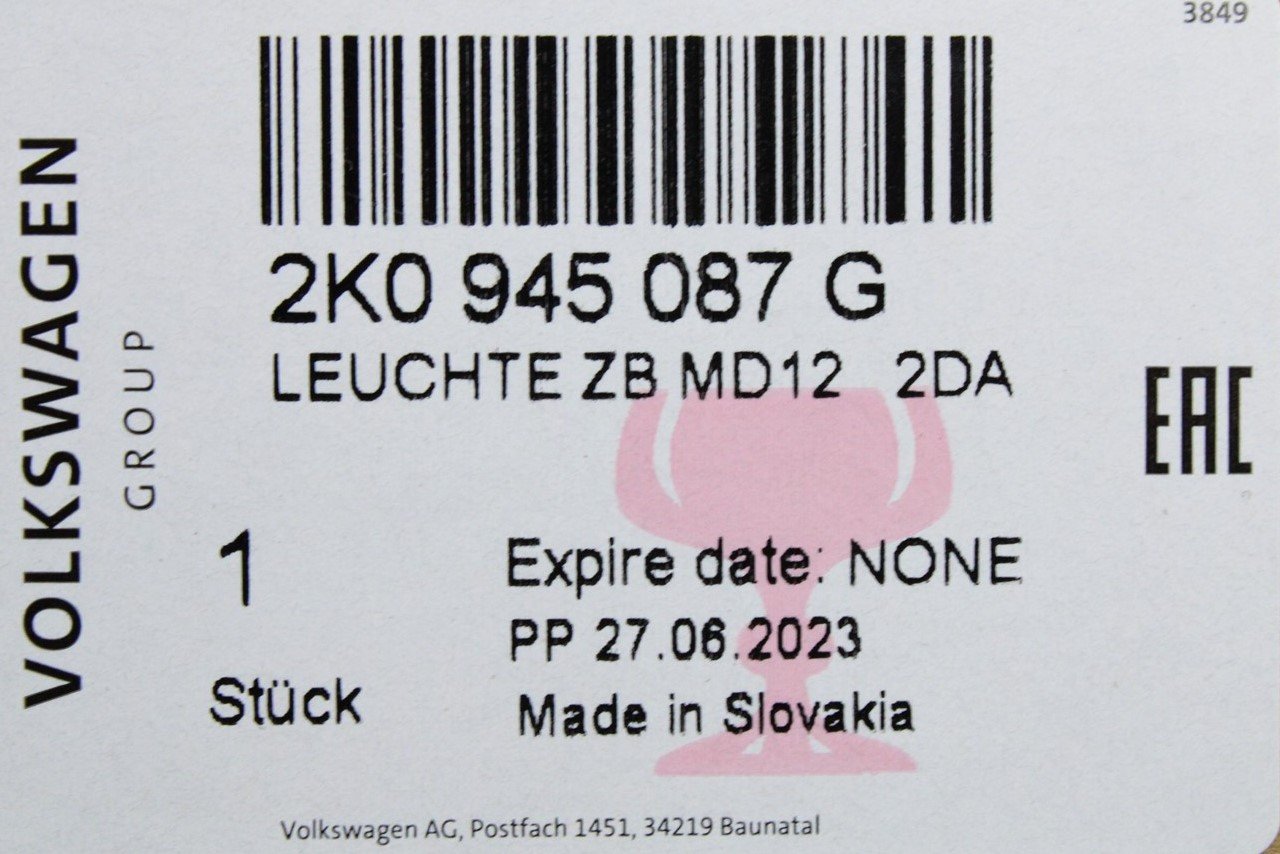 3849
VOLKSWAGEN
GROUP
2K0 945 087 G
LEUCHTE ZB MD12 2DA
EAC
1
Stück
Expire date: NONE
PP 27.06.2023
Made in Slovakia
Volkswagen AG, Postfach 1451, 34219 Baunatal